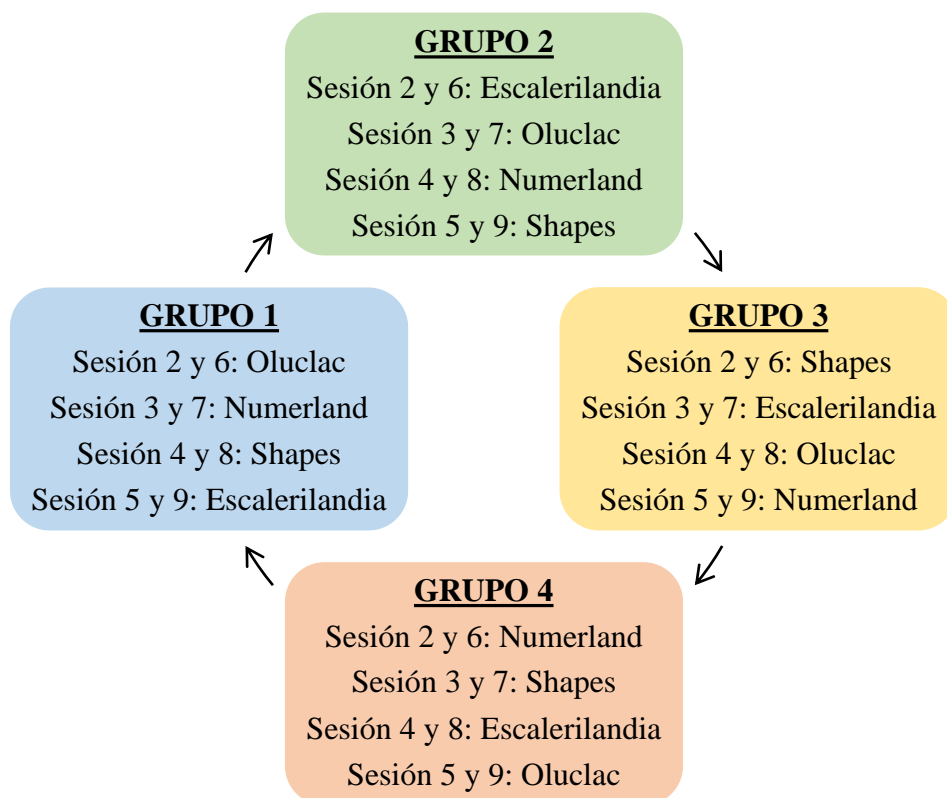 GRUPO 2
Sesión 2 y 6: Escalerilandia
Sesión 3 y 7: Oluclac
Sesión 4 y 8: Numerland
Sesión 5 y 9: Shapes
GRUPO 1
Sesión 2 y 6: Oluclac
Sesión 3 y 7: Numerland
Sesión 4 y 8: Shapes
Sesión 5 y 9: Escalerilandia
GRUPO 3
Sesión 2 y 6: Shapes
Sesión 3 y 7: Escalerilandia
Sesión 4 y 8: Oluclac
Sesión 5 y 9: Numerland
GRUPO 4
Sesión 2 y 6: Numerland
Sesión 3 y 7: Shapes
Sesión 4 y 8: Escalerilandia
Sesión 5 y 9: Oluclac